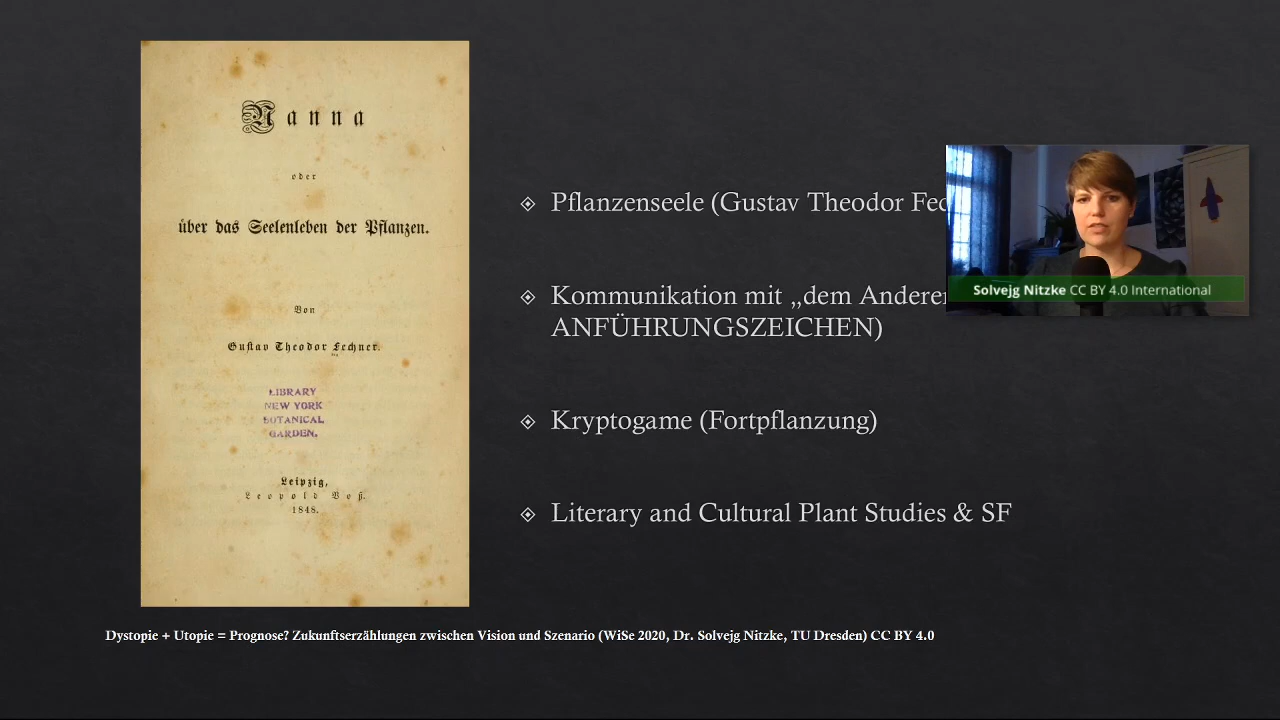 Nanna
oder
über das Seelenleben der Pflanzen.
Von
Gustav Theodor Fechner.
LIBRARY
NEW YORK
BOTANICAL
GARDEN.
Leipzig,
Leopold Voß.
1848.
Pflanzenseele (Gustav Theodor Fec
Kommunikation mit „dem Anderen
ANFÜHRUNGSZEICHEN)
Kryptogame (Fortpflanzung)
Literary and Cultural Plant Studies & SF
Solvejg Nitzke CC BY 4.0 International
Dystopie + Utopie = Prognose? Zukunftserzählungen zwischen Vision und Szenario (WiSe 2020, Dr. Solvejg Nitzke, TU Dresden) CC BY 4.0